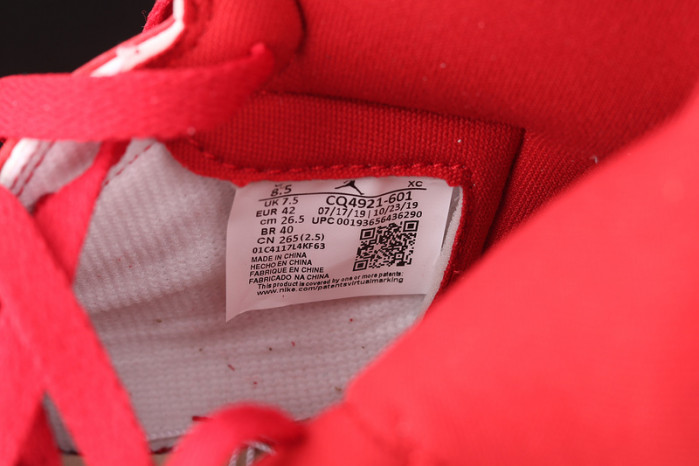 8.5 XC
UK 7.5 CQ4921-601
EUR 42 07/17/19 | 10/23/19
cm 26.5 UPC 00193656436290
BR 40
CN 265(2.5)
01C4117L4KF63
MADE IN CHINA
HECHO EN CHINA
FABRIQUE EN CHINE
FABRICADO NA CHINA
This product is covered by one or more patents:
www.nike.com/patentsvirtualmarking